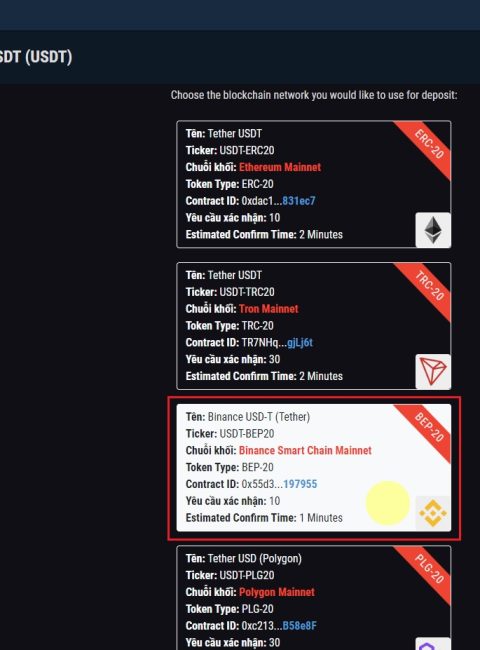 SDT (USDT)
Choose the blockchain network you would like to use for deposit:
Tên: Tether USDT
ERC-20
Ticker: USDT-ERC20
Chuỗi khối: Ethereum Mainnet
Token Type: ERC-20
Contract ID: 0xdac1...831ec7
Yêu cầu xác nhận: 10
Estimated Confirm Time: 2 Minutes
Tên: Tether USDT
TRC-20
Ticker: USDT-TRC20
Chuỗi khối: Tron Mainnet
Token Type: TRC-20
Contract ID: TR7NHq...gjLj6t
Yêu cầu xác nhận: 30
Estimated Confirm Time: 2 Minutes
Tên: Binance USD-T (Tether)
BEP-20
Ticker: USDT-BEP20
Chuỗi khối: Binance Smart Chain Mainnet
Token Type: BEP-20
Contract ID: 0x55d3...197955
Yêu cầu xác nhận: 10
Estimated Confirm Time: 1 Minutes
Tên: Tether USD (Polygon)
PLG-20
Ticker: USDT-PLG20
Chuỗi khối: Polygon Mainnet
Token Type: PLG-20
Contract ID: 0xc213...B58e8F
Yêu cầu xác nhận: 30